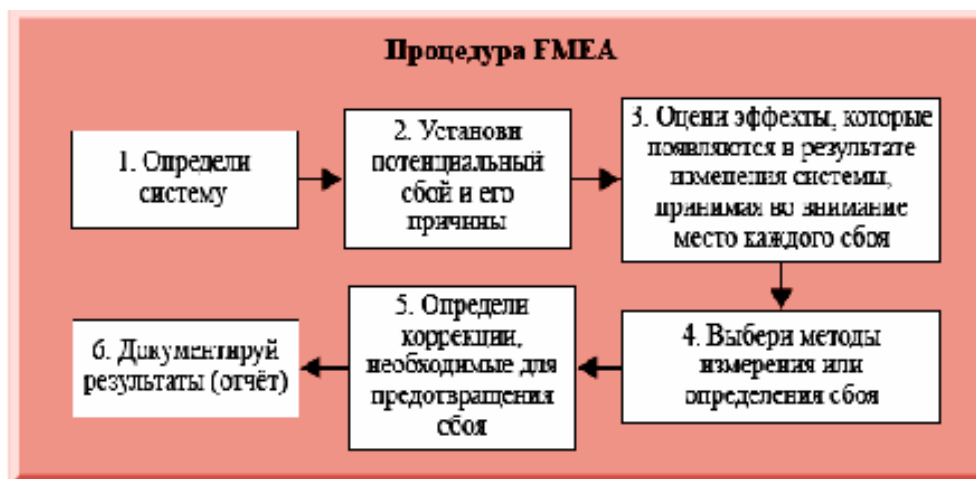 Процедура FMEA
1. Определи
систему
2. Установи
потенциальный
сбой и его
причины
3. Оцени эффекты, которые
появляются в результате
изменения системы,
принимая во внимание
место каждого сбоя
4. Выбери методы
измерения или
определения сбоя
5. Определи
коррекции,
необходимые для
предотвращения
сбоя
6. Документируй
результаты (отчёт)